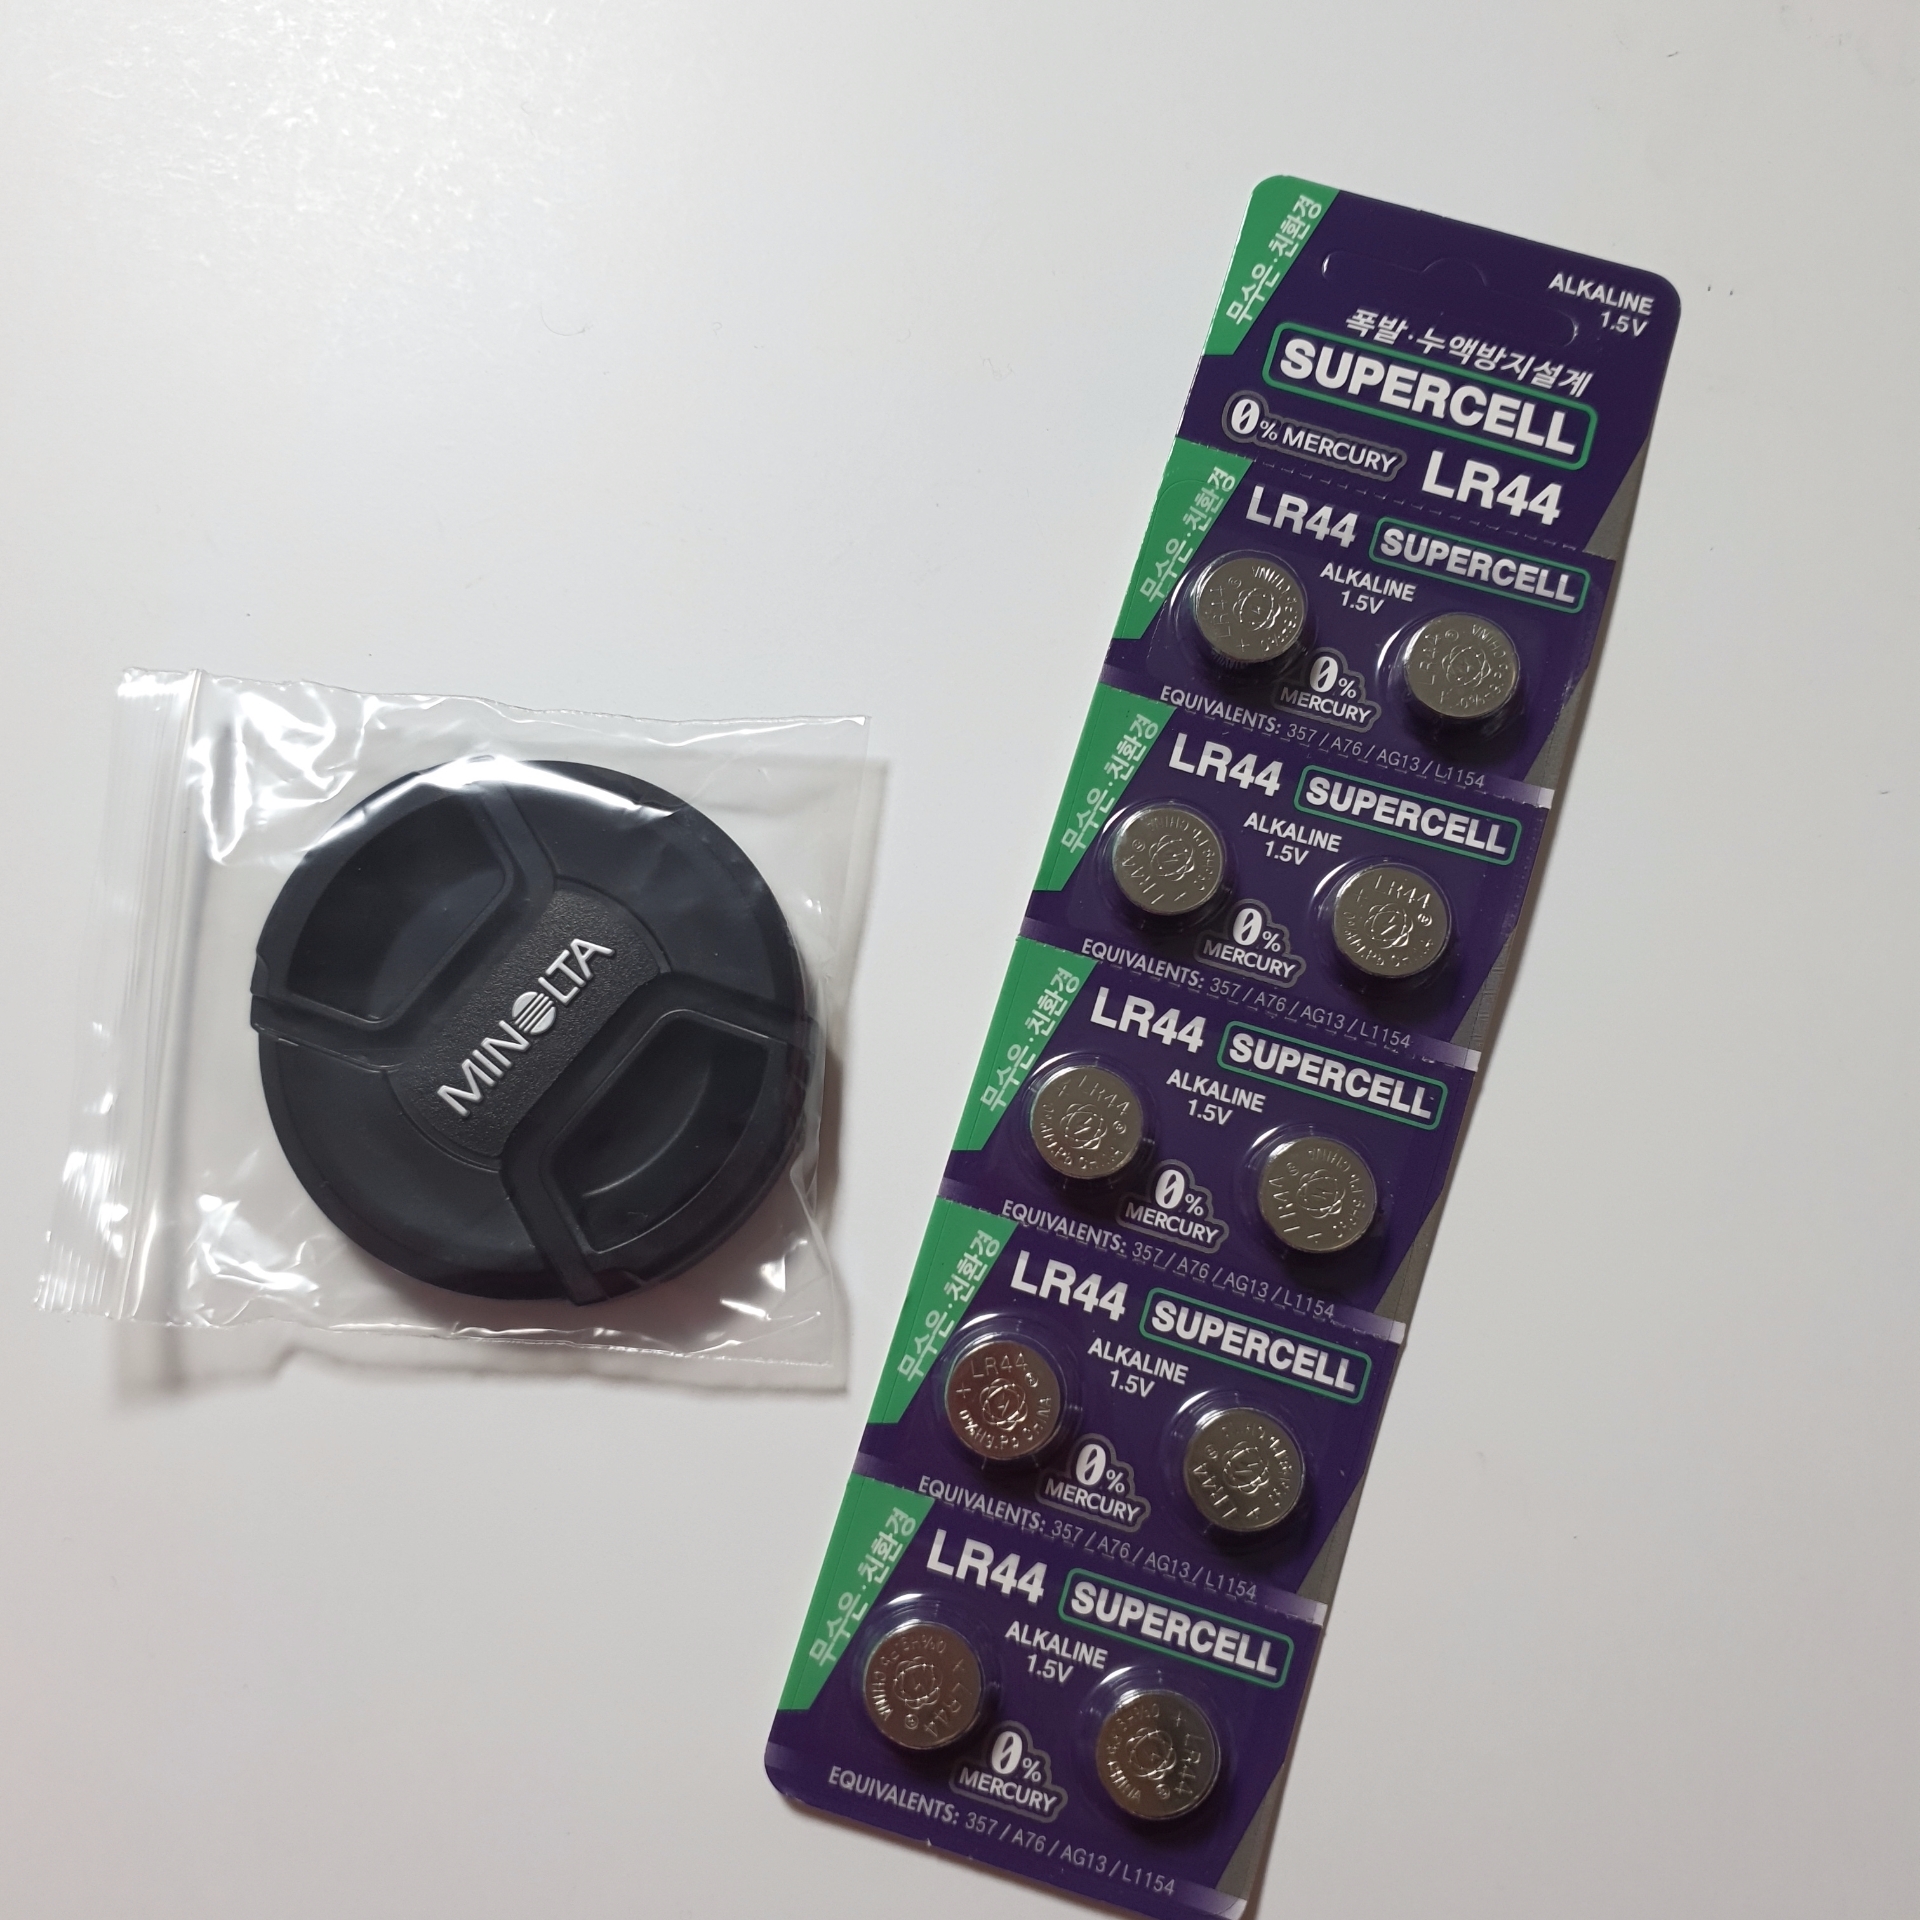 MINOLTA
무수은·친환경
ALKALINE
1.5V
폭발·누액방지설계
SUPERCELL
0% MERCURY
LR44
무수은·친환경
LR44
SUPERCELL
ALKALINE
1.5V
0%
MERCURY
EQUIVALENTS: 357 / A76 / AG13 / L1154
무수은·친환경
LR44
SUPERCELL
ALKALINE
1.5V
LR44
0%
MERCURY
EQUIVALENTS: 357 / A76 / AG13 / L1154
무수은·친환경
LR44
SUPERCELL
ALKALINE
1.5V
LR44
0%
MERCURY
EQUIVALENTS: 357 / A76 / AG13 / L1154
무수은·친환경
LR44
SUPERCELL
ALKALINE
1.5V
LR44
CHINA
0%
MERCURY
EQUIVALENTS: 357 / A76 / AG13 / L1154
무수은·친환경
LR44
SUPERCELL
ALKALINE
1.5V
LR44
CHINA
LR44
CHINA
0%
MERCURY
EQUIVALENTS: 357 / A76 / AG13 / L1154